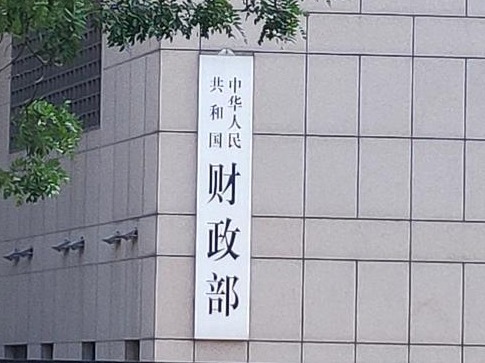 中华人民
共和国
财政部